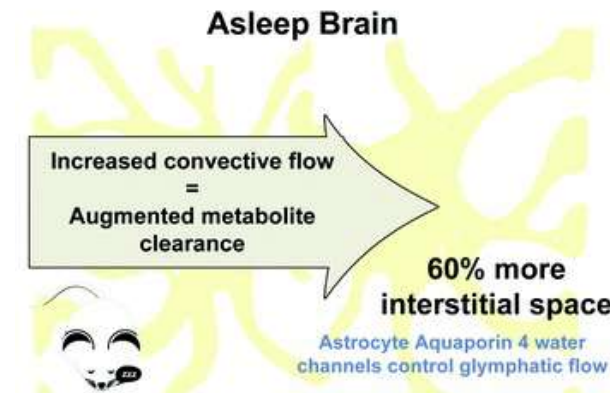 Asleep Brain
Increased convective flow
=
Augmented metabolite
clearance
60% more
interstitial space
Astrocyte Aquaporin 4 water
channels control glymphatic flow
zzz